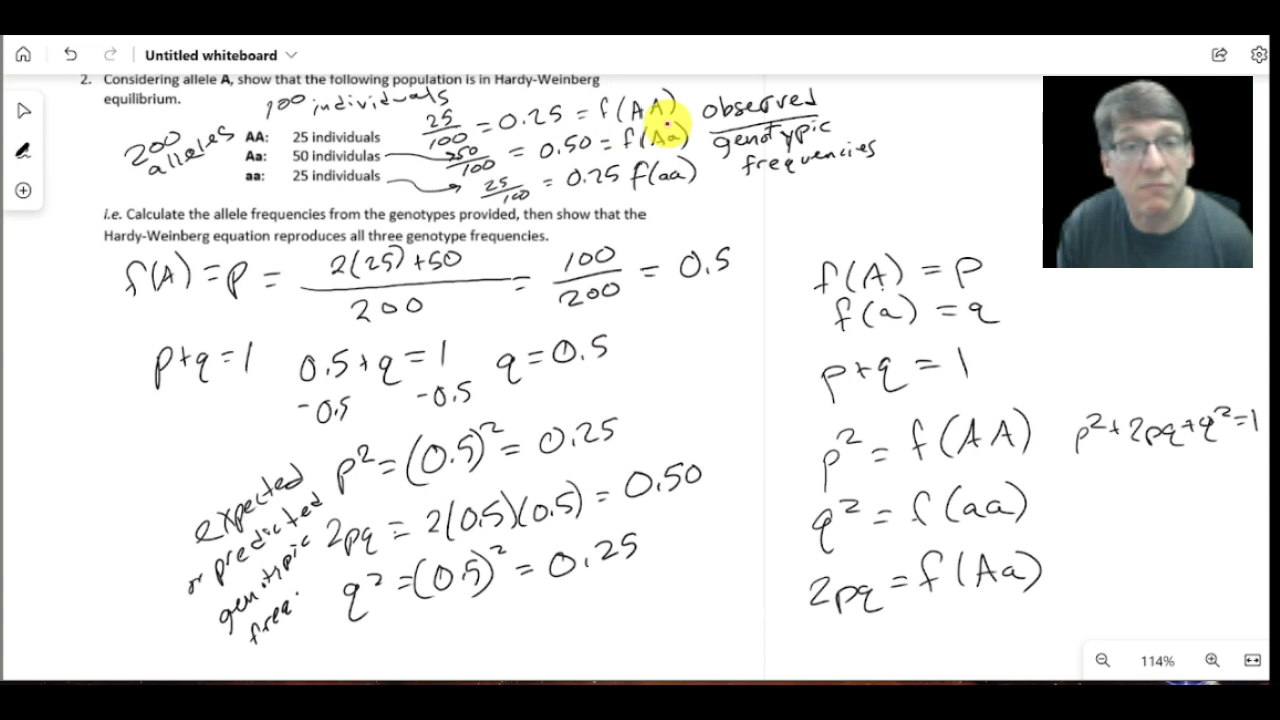 Untitled whiteboard
2. Considering allele A, show that the following population is in Hardy-Weinberg
equilibrium.
100 individuals
200 alleles
AA: 25 individuals
Aa: 50 individulas
aa: 25 individuals
25/100 = 0.25 = f(AA)
50/100 = 0.50 = f(Aa)
25/100 = 0.25 f(aa)
observed
genotypic
frequencies
i.e. Calculate the allele frequencies from the genotypes provided, then show that the
Hardy-Weinberg equation reproduces all three genotype frequencies.
f(A) = p = 2(25)+50 / 200 = 100/200 = 0.5
p+q=1 0.5+q=1 q=0.5
-0.5 -0.5
expected
or predicted
genotypic
freq.
p²=(0.5)²=0.25
2pq = 2(0.5)(0.5) = 0.50
q²=(0.5)²=0.25
f(A) = p
f(a) = q
p+q = 1
p² = f(AA) p²+2pq+q²=1
q² = f(aa)
2pq = f(Aa)
114%